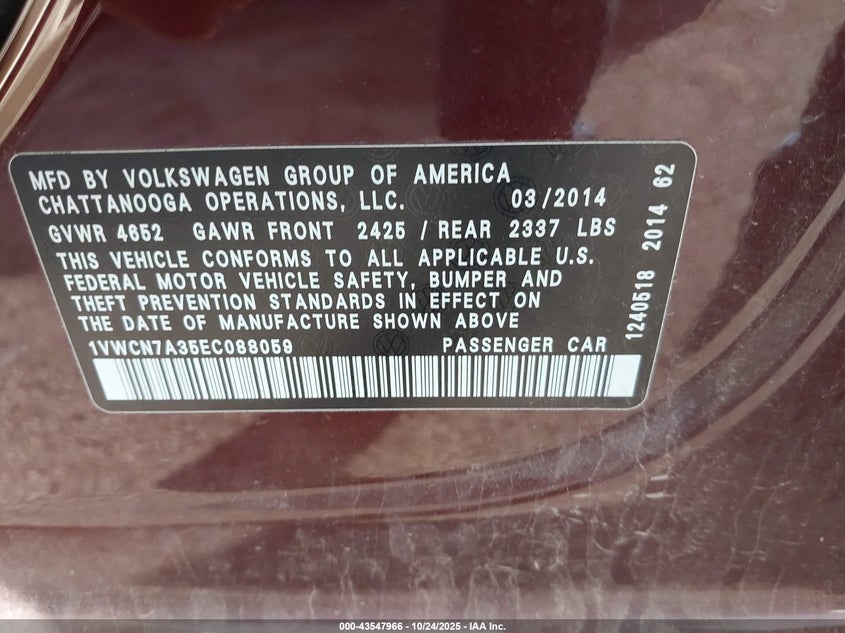 MFD BY VOLKSWAGEN GROUP OF AMERICA
CHATTANOOGA OPERATIONS, LLC. 03/2014
GVWR 4652 GAWR FRONT 2425 / REAR 2337 LBS
THIS VEHICLE CONFORMS TO ALL APPLICABLE U.S.
FEDERAL MOTOR VEHICLE SAFETY, BUMPER AND
THEFT PREVENTION STANDARDS IN EFFECT ON
THE DATE OF MANUFACTURE SHOWN ABOVE
1VWCN7A35EC088059 PASSENGER CAR
1240518 2014 62
000-43547966 - 10/24/2025 - IAA Inc.